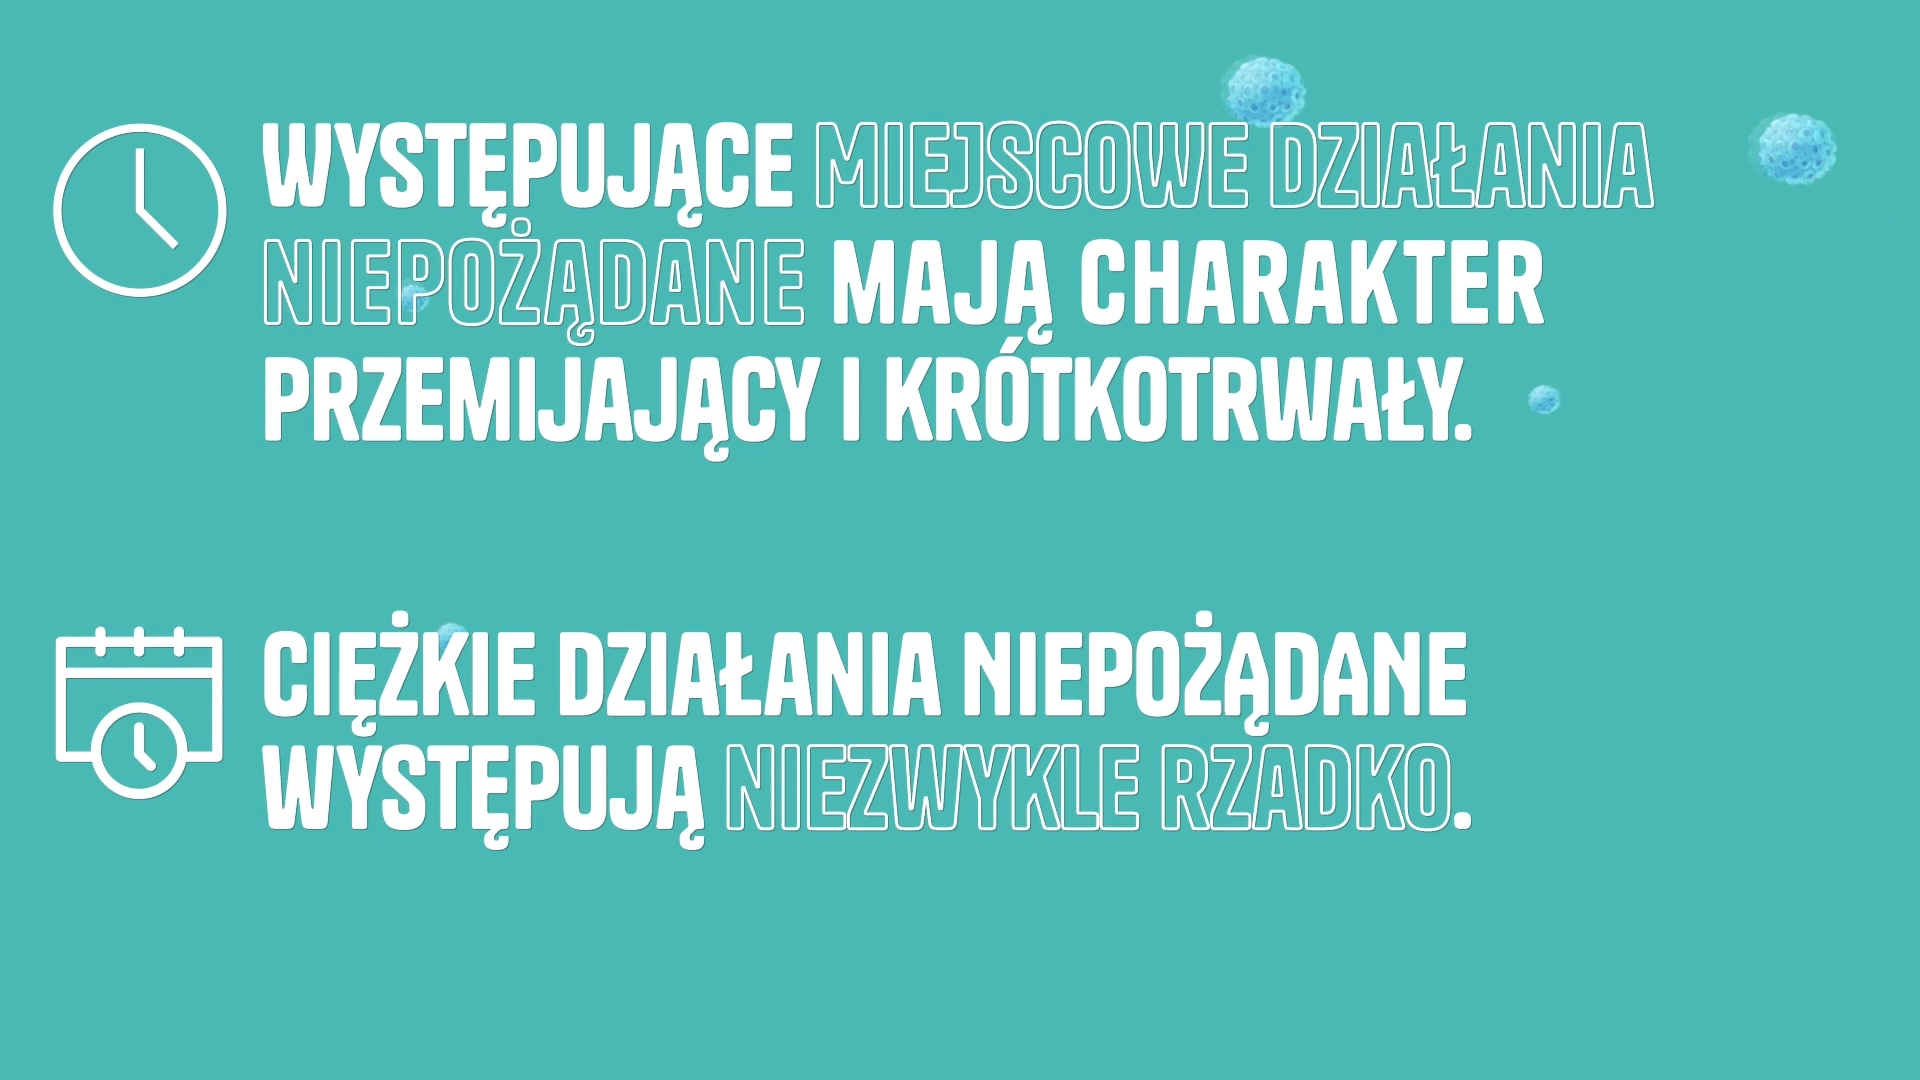 WYSTĘPUJĄCE MIEJSCOWE DZIAŁANIA
NIEPOŻĄDANE MAJĄ CHARAKTER
PRZEMIJAJĄCY I KRÓTKOTRWAŁY.
CIĘŻKIE DZIAŁANIA NIEPOŻĄDANE
WYSTĘPUJĄ NIEZWYKLE RZADKO.